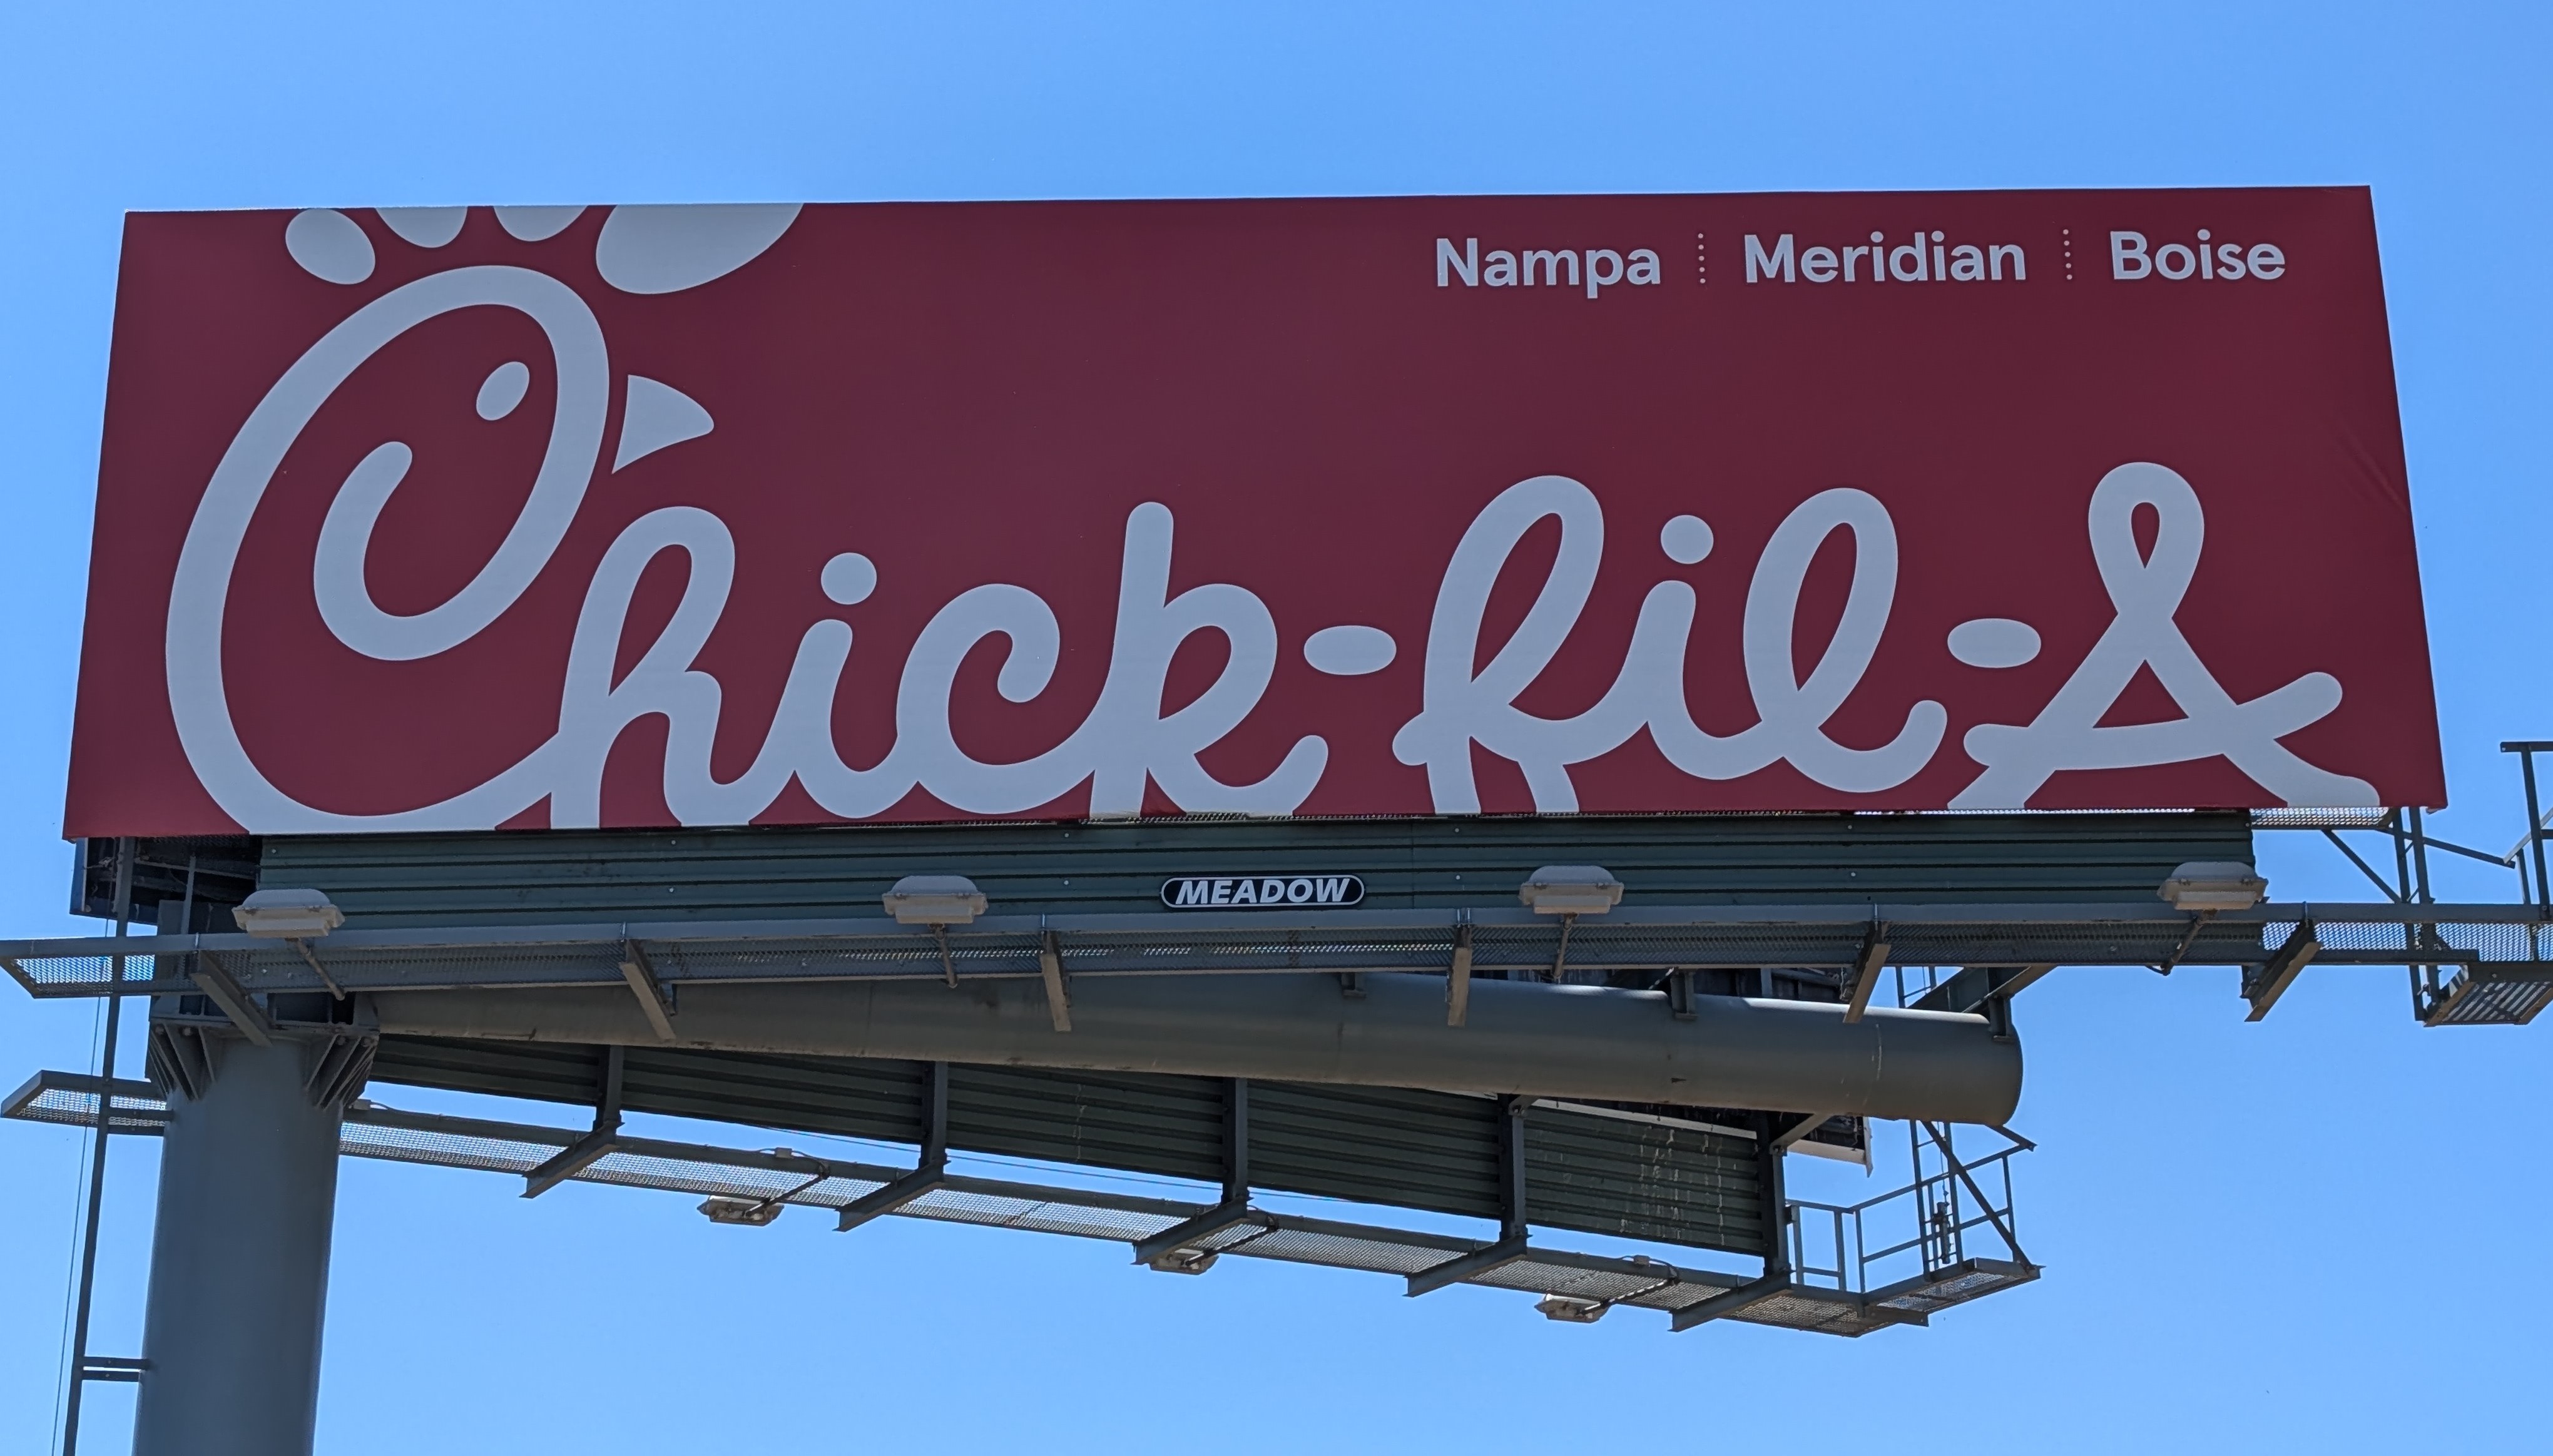 Nampa Meridian Boise
Chick-fil-A
MEADOW